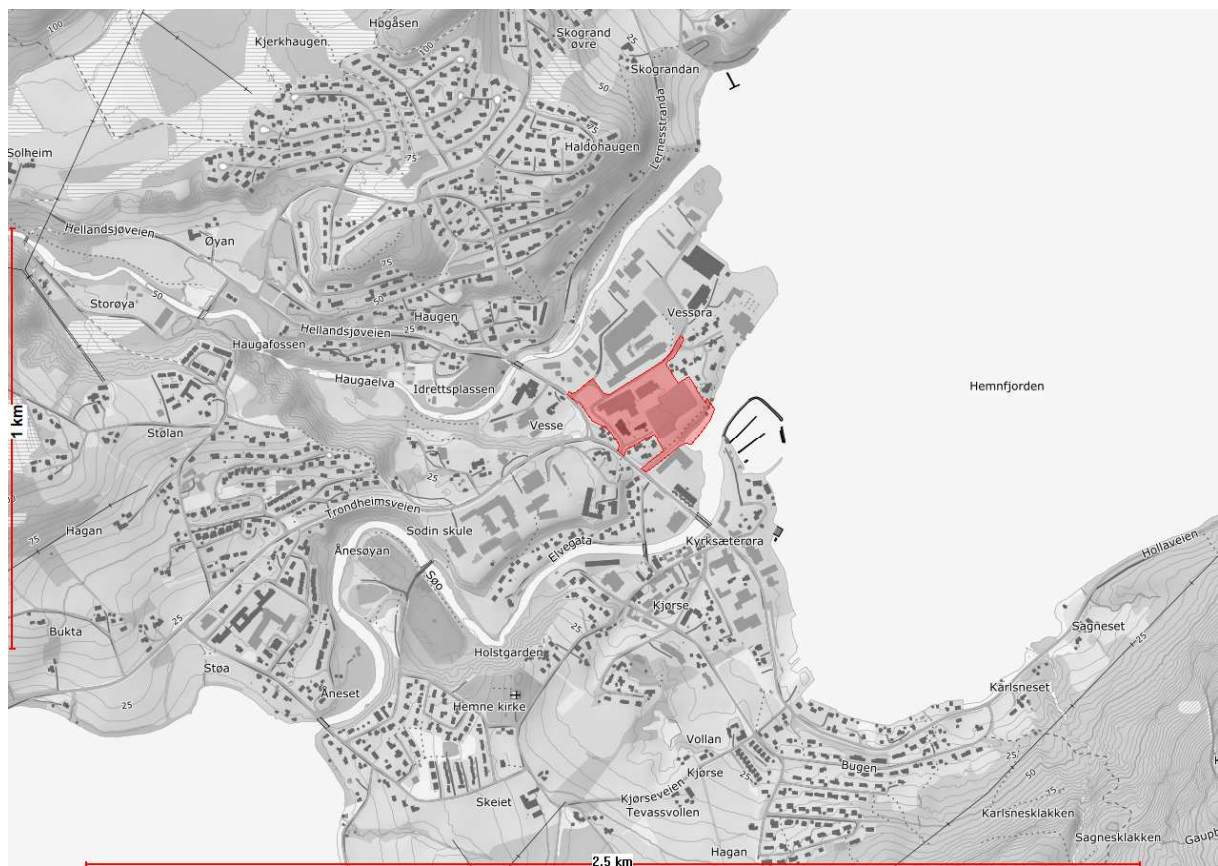 100
Høgåsen
Kjerkhaugen
100
Skogrand
øvre
25
Skograndan
50
Lernesstranda
75
Haldohaugen
75
Solheim
Hellandsjøveien
Øyan
75
50
Storøya
50
Haugen
Vessøra
Hellandsjøveien
25
Haugafossen
Haugaelva
Idrettsplassen
Hemnfjorden
1 km
Vesse
Stølan
25
Trondheimsveien
Hagan
75
Sodin skule
Elvegata
Kyrksæterøra
Ånesøyan
Søo
Hollaveien
Kjørse
25
25
Bukta
Sagneset
25
Holstgarden
Støa
Åneset
Karlsneset
25
Hemne kirke
Vollan
25
Bugen
Kjørse
25
50
Skeiet
Kjørseveien
Tevassvollen
75
Karlsnesklakken
Sagnesklakken
Hagan
2.5 km